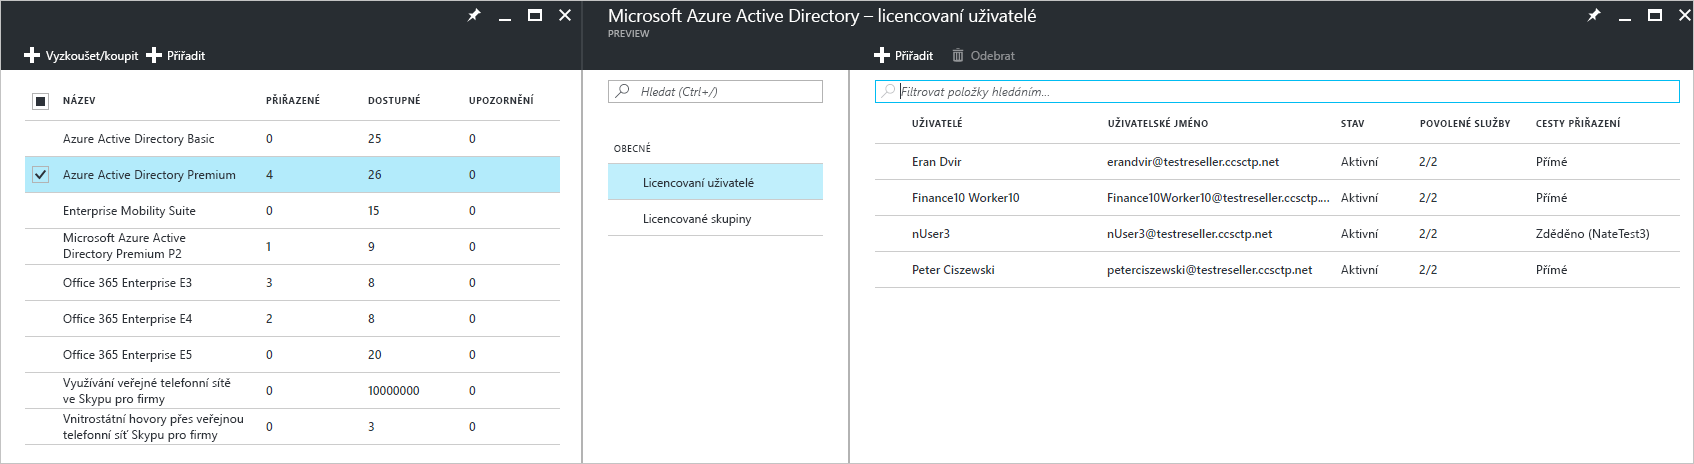 Microsoft Azure Active Directory – licencovaní uživatelé
PREVIEW
Vyzkoušet/koupit Přiřadit
NÁZEV PŘIŘAZENÉ DOSTUPNÉ UPOZORNĚNÍ
Azure Active Directory Basic 0 25 0
Azure Active Directory Premium 4 26 0
Enterprise Mobility Suite 0 15 0
Microsoft Azure Active
Directory Premium P2 1 9 0
Office 365 Enterprise E3 3 8 0
Office 365 Enterprise E4 2 8 0
Office 365 Enterprise E5 0 20 0
Využívání veřejné telefonní sítě
ve Skypu pro firmy 0 10000000 0
Vnitrostátní hovory přes veřejnou
telefonní síť Skypu pro firmy 0 3 0
Hledat (Ctrl+/)
OBECNÉ
Licencovaní uživatelé
Licencované skupiny
Přiřadit Odebrat
Filtrovat položky hledáním...
UŽIVATELÉ UŽIVATELSKÉ JMÉNO STAV POVOLENÉ SLUŽBY CESTY PŘIŘAZENÍ
Eran Dvir erandvir@testreseller.ccsctp.net Aktivní 2/2 Přímé
Finance10 Worker10 Finance10Worker10@testreseller.ccsctp.... Aktivní 2/2 Přímé
nUser3 nUser3@testreseller.ccsctp.net Aktivní 2/2 Zděděno (NateTest3)
Peter Ciszewski peterciszewski@testreseller.ccsctp.net Aktivní 2/2 Přímé